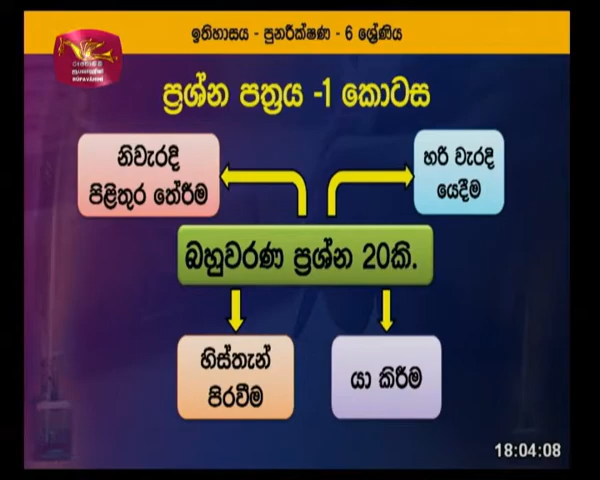 ඉතිහාසය - පුනරීක්ෂණ - 6 ශ්‍රේණිය
ප්‍රශ්න පත්‍රය -1 කොටස
නිවැරදි
පිළිතුර තේරීම
හරි වැරදි
යෙදීම
බහුවරණ ප්‍රශ්න 20කි.
හිස්තැන්
පිරවීම
යා කිරීම
18:04:08